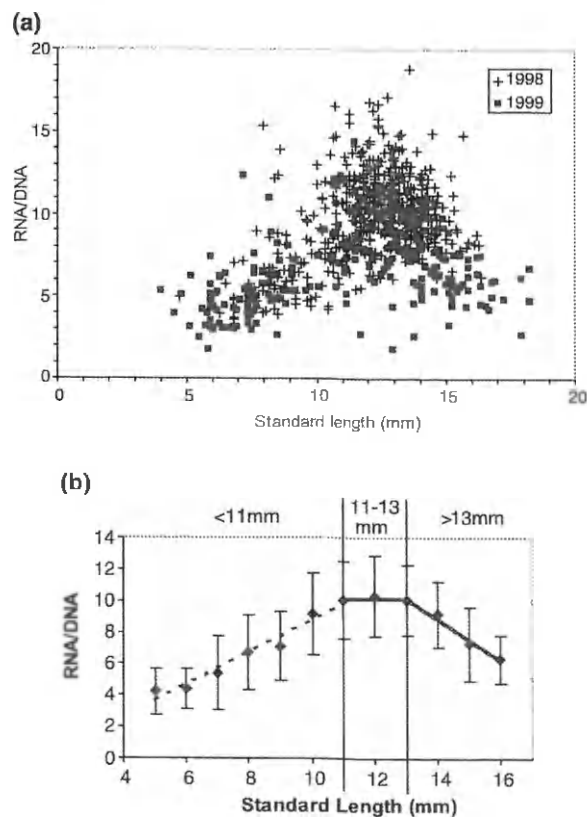 (a)
20
15
10
5
0
RNA/DNA
+ 1998
■ 1999
0 5 10 15 20
Standard length (mm)
(b)
<11mm 11-13 mm >13mm
14
12
10
8
6
4
2
0
RNA/DNA
4 6 8 10 12 14 16
Standard Length (mm)